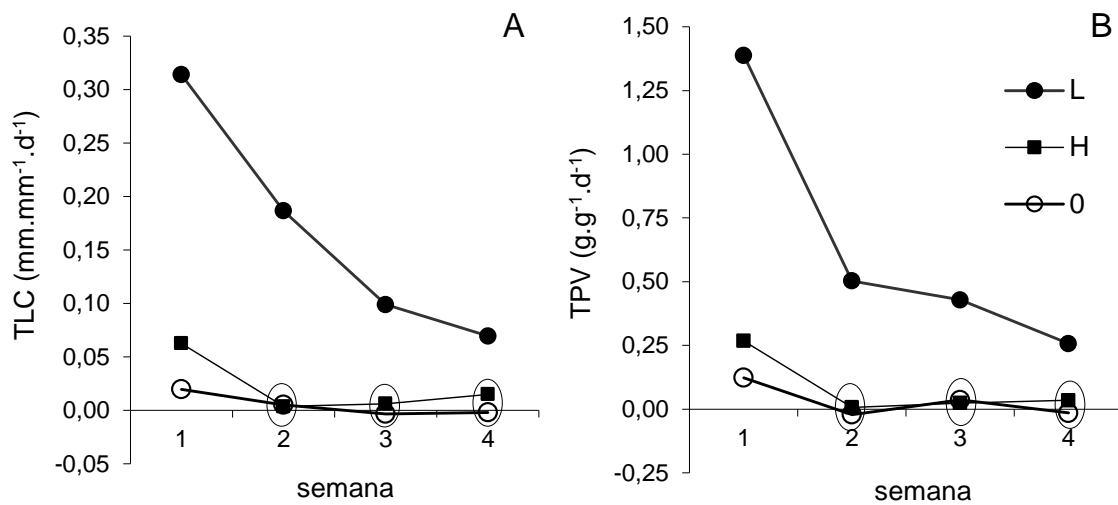 A
TLC (mm.mm⁻¹.d⁻¹)
0,35
0,30
0,25
0,20
0,15
0,10
0,05
0,00
-0,05
1 2 3 4
semana
B
TPV (g.g⁻¹.d⁻¹)
1,50
1,25
1,00
0,75
0,50
0,25
0,00
-0,25
1 2 3 4
semana
L
H
0